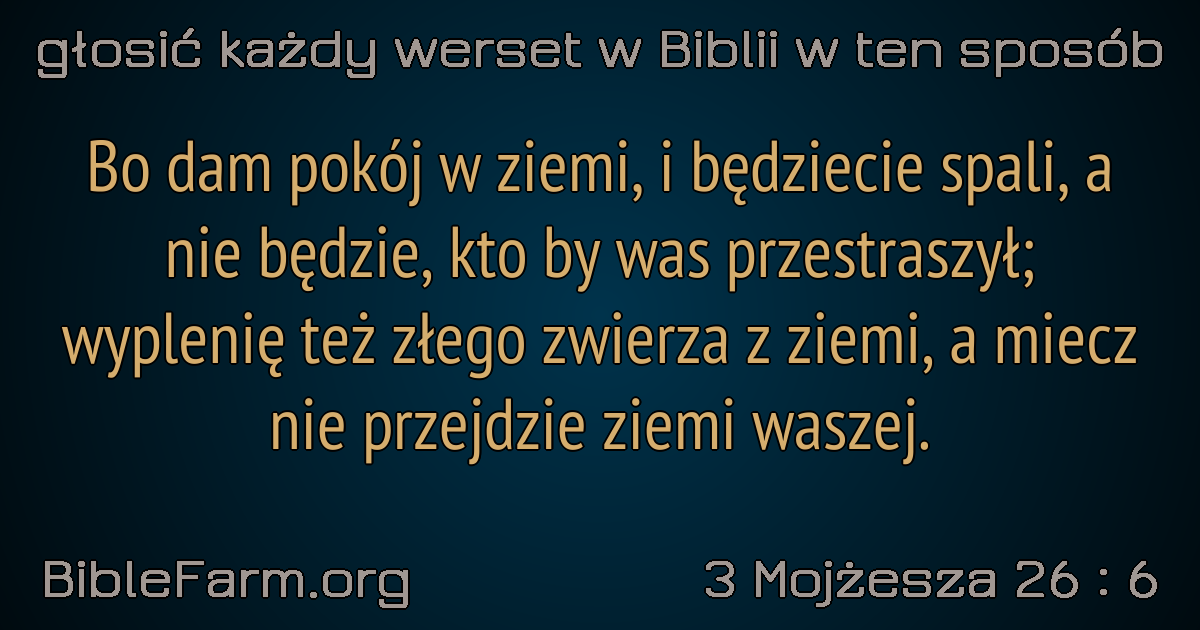 głosić każdy werset w Biblii w ten sposób
Bo dam pokój w ziemi, i będziecie spali, a
nie będzie, kto by was przestraszył;
wyplenię też złego zwierza z ziemi, a miecz
nie przejdzie ziemi waszej.
BibleFarm.org
3 Mojżesza 26 : 6